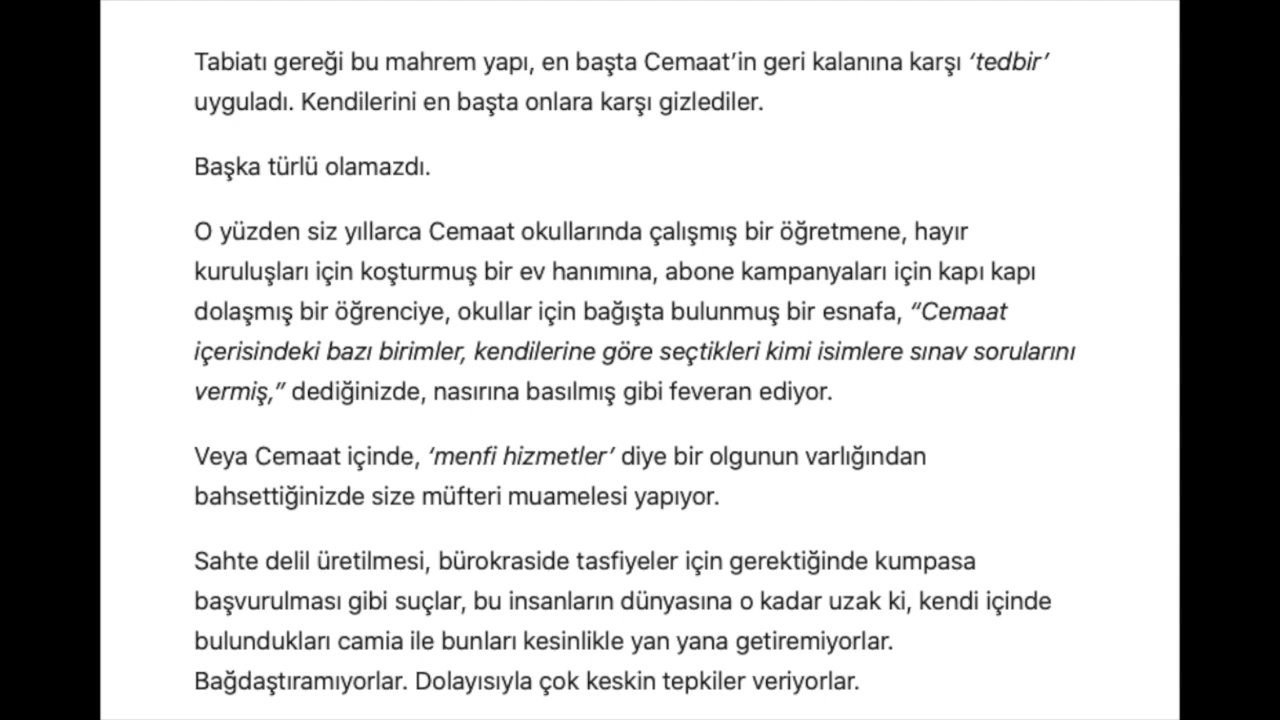 Tabiatı gereği bu mahrem yapı, en başta Cemaat’in geri kalanına karşı ‘tedbir’
uyguladı. Kendilerini en başta onlara karşı gizlediler.
Başka türlü olamazdı.
O yüzden siz yıllarca Cemaat okullarında çalışmış bir öğretmene, hayır
kuruluşları için koşturmuş bir ev hanımına, abone kampanyaları için kapı kapı
dolaşmış bir öğrenciye, okullar için bağışta bulunmuş bir esnafa, “Cemaat
içerisindeki bazı birimler, kendilerine göre seçtikleri kimi isimlere sınav sorularını
vermiş,” dediğinizde, nasırına basılmış gibi feveran ediyor.
Veya Cemaat içinde, ‘menfi hizmetler’ diye bir olgunun varlığından
bahsettiğinizde size müfteri muamelesi yapıyor.
Sahte delil üretilmesi, bürokraside tasfiyeler için gerektiğinde kumpasa
başvurulması gibi suçlar, bu insanların dünyasına o kadar uzak ki, kendi içinde
bulundukları camia ile bunları kesinlikle yan yana getiremiyorlar.
Bağdaştıramıyorlar. Dolayısıyla çok keskin tepkiler veriyorlar.